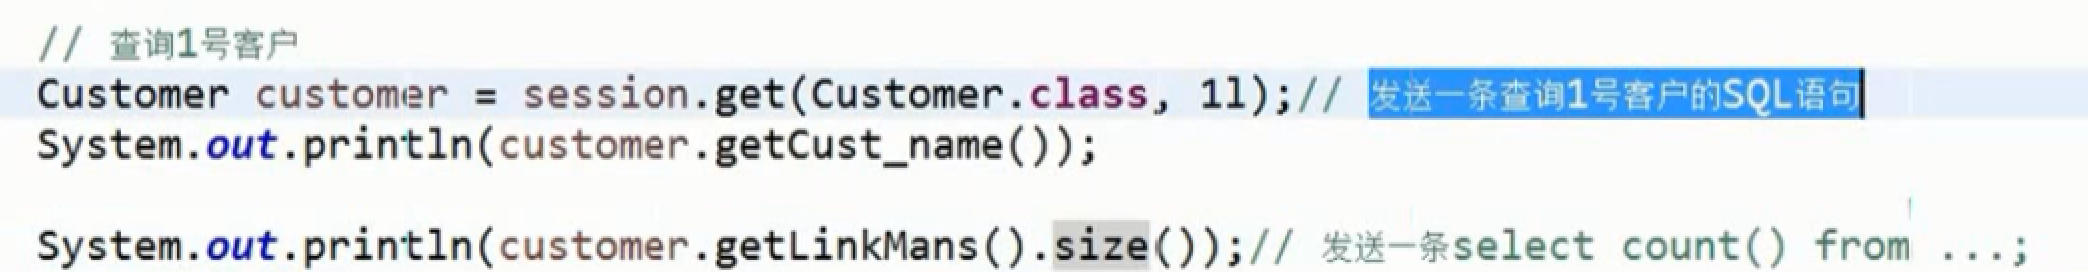 // 查询1号客户
Customer customer = session.get(Customer.class, 1l);// 发送一条查询1号客户的SQL语句
System.out.println(customer.getCust_name());
System.out.println(customer.getLinkMans().size());// 发送一条select count() from ...;